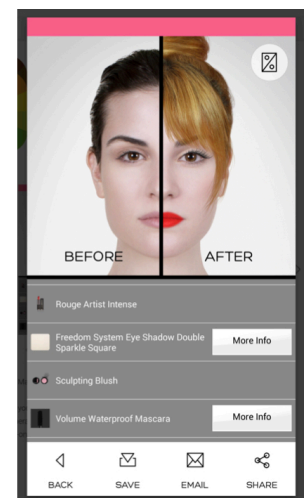 BEFORE
AFTER
Rouge Artist Intense
Freedom System Eye Shadow Double
Sparkle Square
More Info
Sculpting Blush
Volume Waterproof Mascara
More Info
BACK
SAVE
EMAIL
SHARE